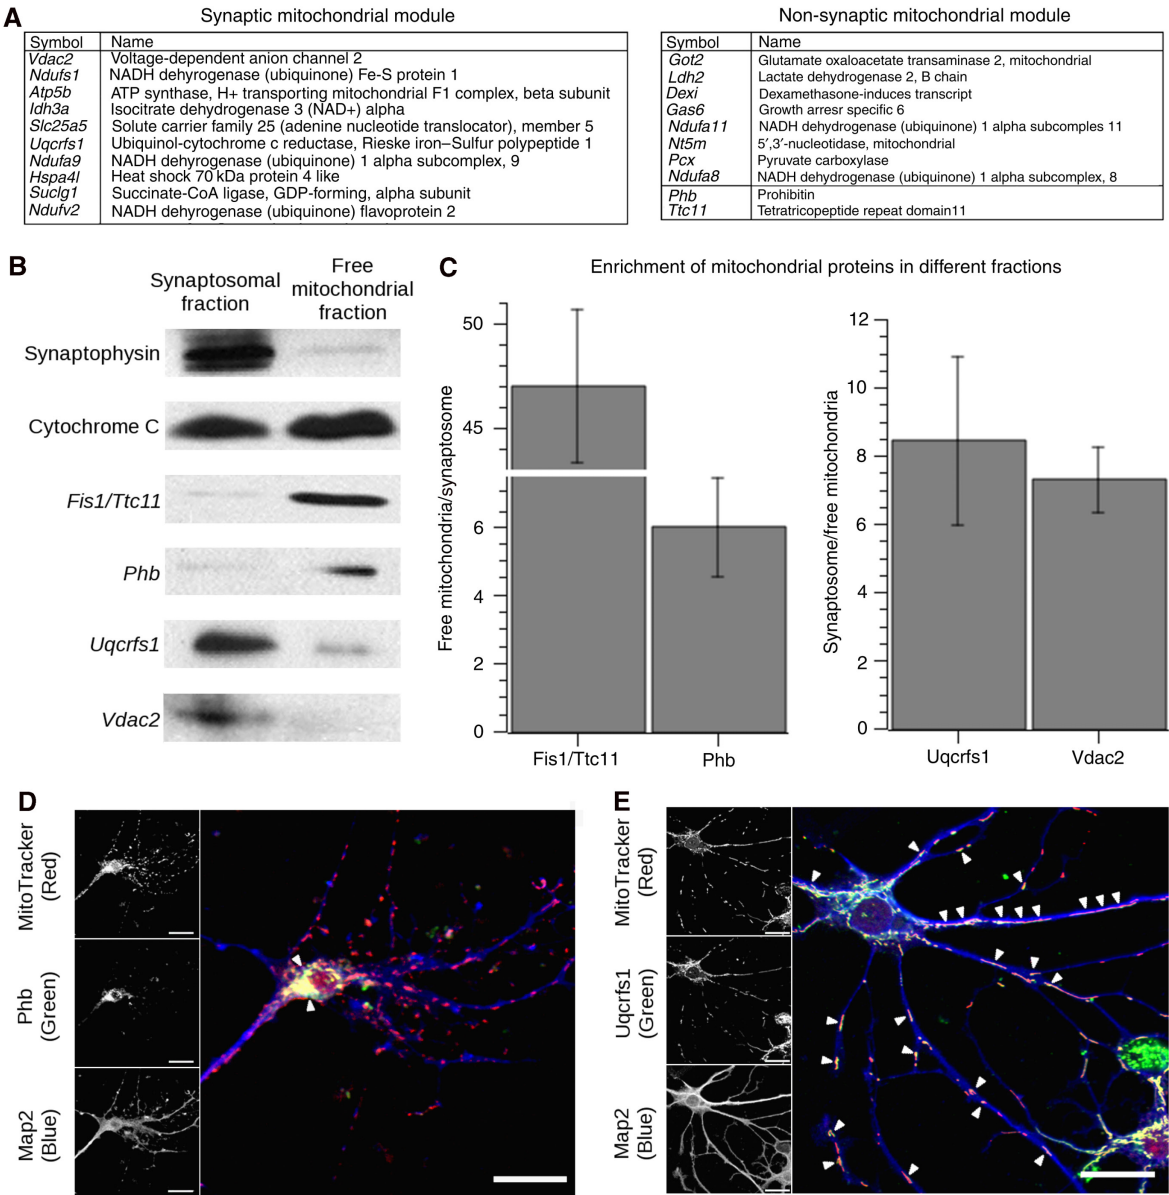 A
Synaptic mitochondrial module
Symbol Name
Vdac2 Voltage-dependent anion channel 2
Ndufs1 NADH dehyrogenase (ubiquinone) Fe-S protein 1
Atp5b ATP synthase, H+ transporting mitochondrial F1 complex, beta subunit
Idh3a Isocitrate dehydrogenase 3 (NAD+) alpha
Slc25a5 Solute carrier family 25 (adenine nucleotide translocator), member 5
Uqcrfs1 Ubiquinol-cytochrome c reductase, Rieske iron–Sulfur polypeptide 1
Ndufa9 NADH dehyrogenase (ubiquinone) 1 alpha subcomplex, 9
Hspa4l Heat shock 70 kDa protein 4 like
Suclg1 Succinate-CoA ligase, GDP-forming, alpha subunit
Ndufv2 NADH dehyrogenase (ubiquinone) flavoprotein 2
Non-synaptic mitochondrial module
Symbol Name
Got2 Glutamate oxaloacetate transaminase 2, mitochondrial
Ldh2 Lactate dehydrogenase 2, B chain
Dexi Dexamethasone-induces transcript
Gas6 Growth arresr specific 6
Ndufa11 NADH dehydrogenase (ubiquinone) 1 alpha subcomples 11
Nt5m 5′,3′-nucleotidase, mitochondrial
Pcx Pyruvate carboxylase
Ndufa8 NADH dehydrogenase (ubiquinone) 1 alpha subcomplex, 8
Phb Prohibitin
Ttc11 Tetratricopeptide repeat domain11
B
Synaptosomal
fraction
Free
mitochondrial
fraction
Synaptophysin
Cytochrome C
Fis1/Ttc11
Phb
Uqcrfs1
Vdac2
C
Enrichment of mitochondrial proteins in different fractions
Free mitochondria/synaptosome
50
45
6
4
2
0
Fis1/Ttc11 Phb
Synaptosome/free mitochondria
12
10
8
6
4
2
0
Uqcrfs1 Vdac2
D
MitoTracker
(Red)
Phb
(Green)
Map2
(Blue)
E
MitoTracker
(Red)
Uqcrfs1
(Green)
Map2
(Blue)